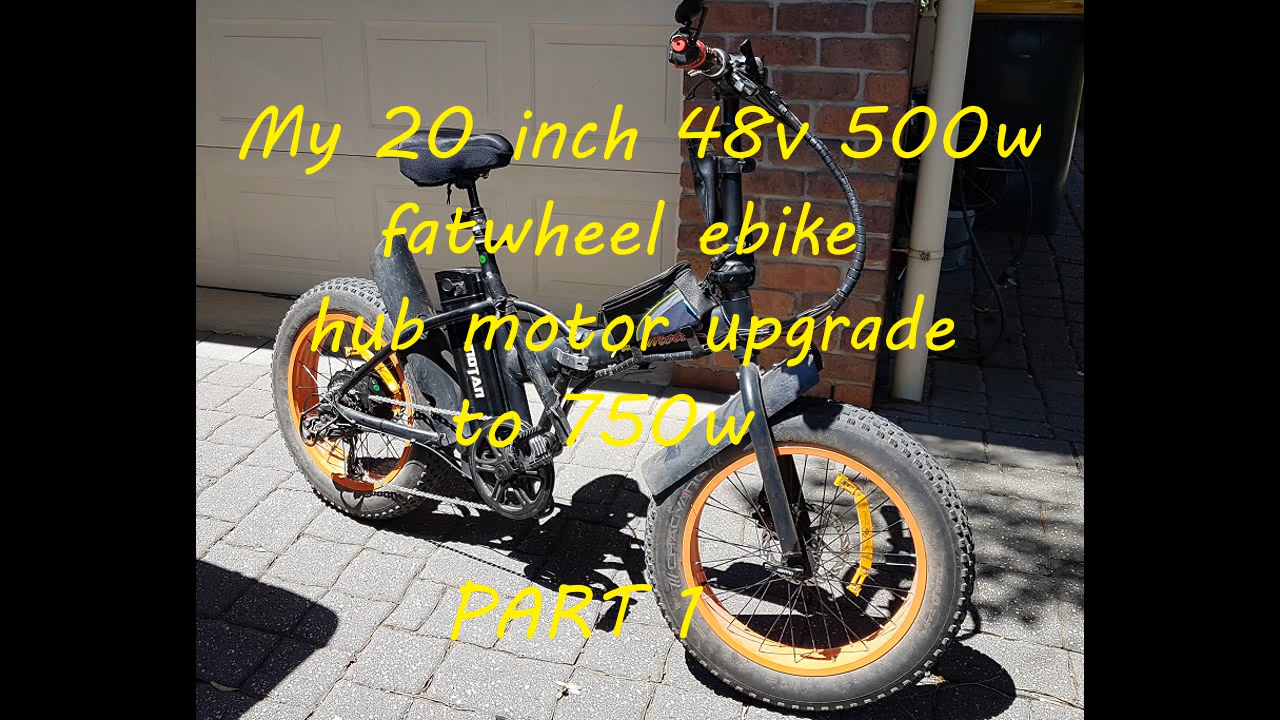 My 20 inch 48v 500w
fatwheel ebike
hub motor upgrade
to 750w
PART 1